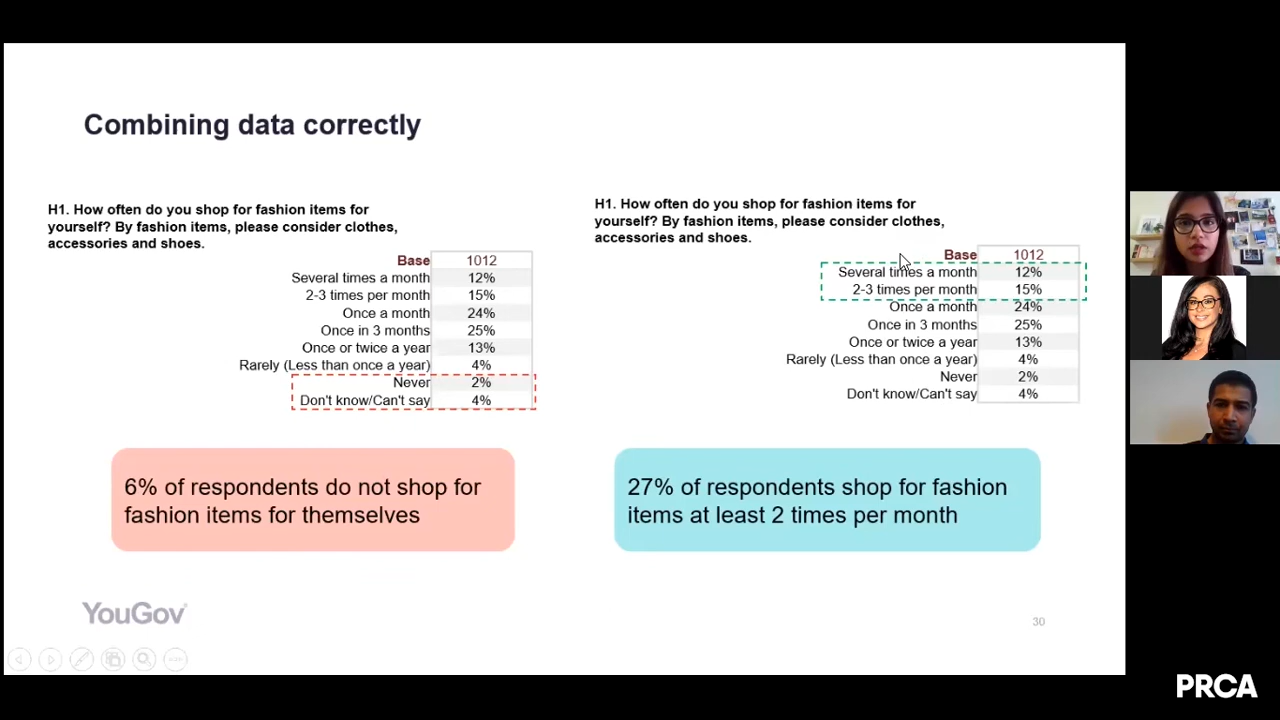 Combining data correctly
H1. How often do you shop for fashion items for
yourself? By fashion items, please consider clothes,
accessories and shoes.
Base 1012
Several times a month 12%
2-3 times per month 15%
Once a month 24%
Once in 3 months 25%
Once or twice a year 13%
Rarely (Less than once a year) 4%
Never 2%
Don't know/Can't say 4%
6% of respondents do not shop for
fashion items for themselves
H1. How often do you shop for fashion items for
yourself? By fashion items, please consider clothes,
accessories and shoes.
Base 1012
Several times a month 12%
2-3 times per month 15%
Once a month 24%
Once in 3 months 25%
Once or twice a year 13%
Rarely (Less than once a year) 4%
Never 2%
Don't know/Can't say 4%
27% of respondents shop for fashion
items at least 2 times per month
YouGov
30
PRCA